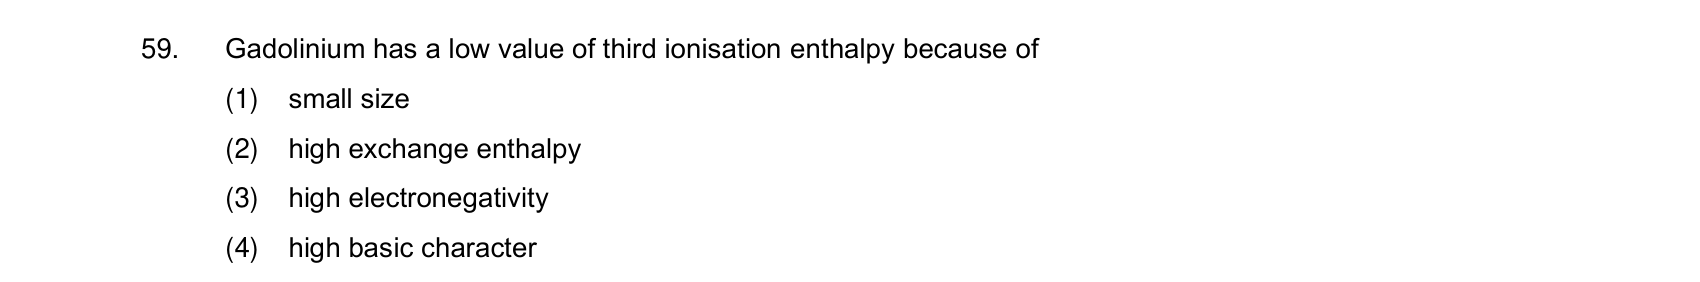 59. Gadolinium has a low value of third ionisation enthalpy because of
(1) small size
(2) high exchange enthalpy
(3) high electronegativity
(4) high basic character